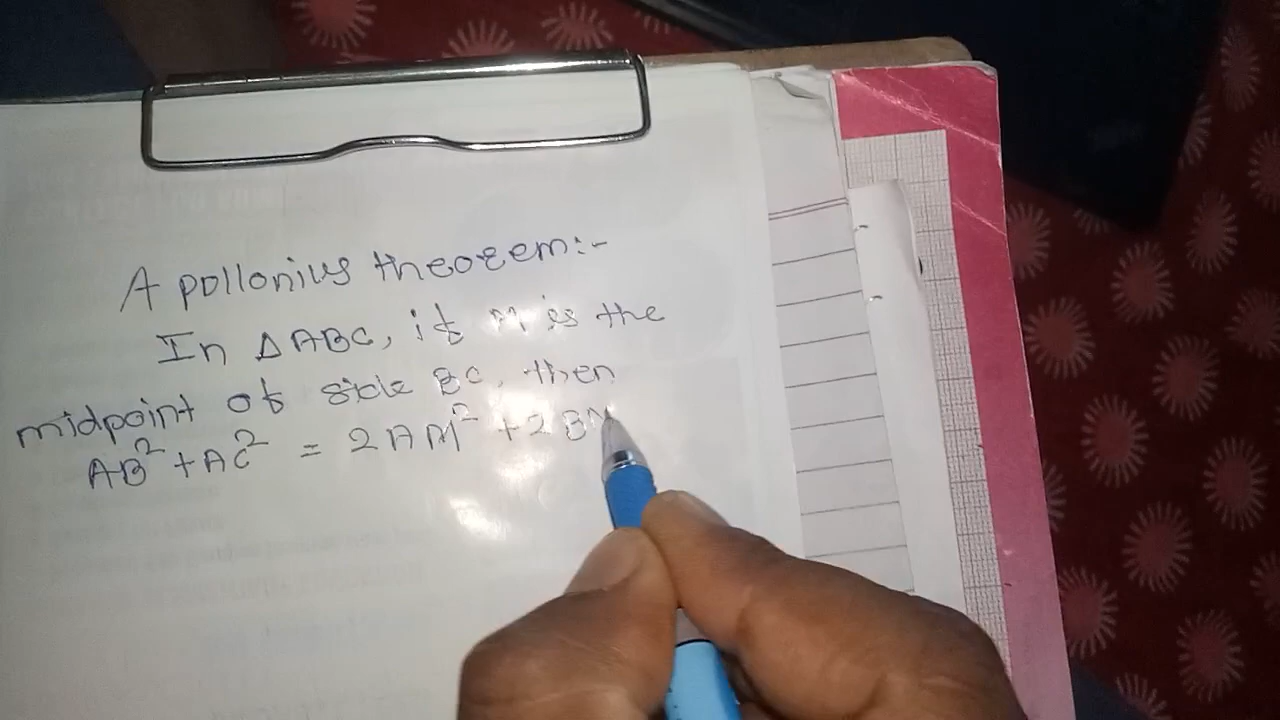 Apollonius theorem:-
In ΔABC, if M is the
midpoint of side BC, then
AB² + AC² = 2AM² + 2BM